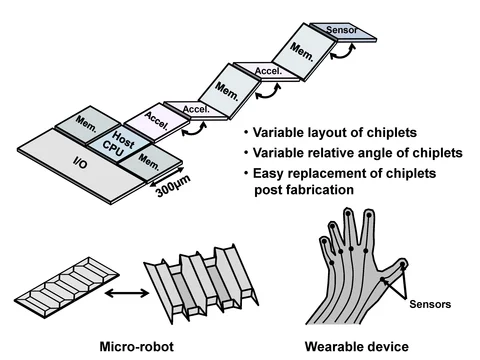 Sensor
Mem.
Accel.
Mem.
Accel.
Accel.
Mem.
Host
CPU
Mem.
I/O
300μm
• Variable layout of chiplets
• Variable relative angle of chiplets
• Easy replacement of chiplets
post fabrication
Sensors
Micro-robot
Wearable device